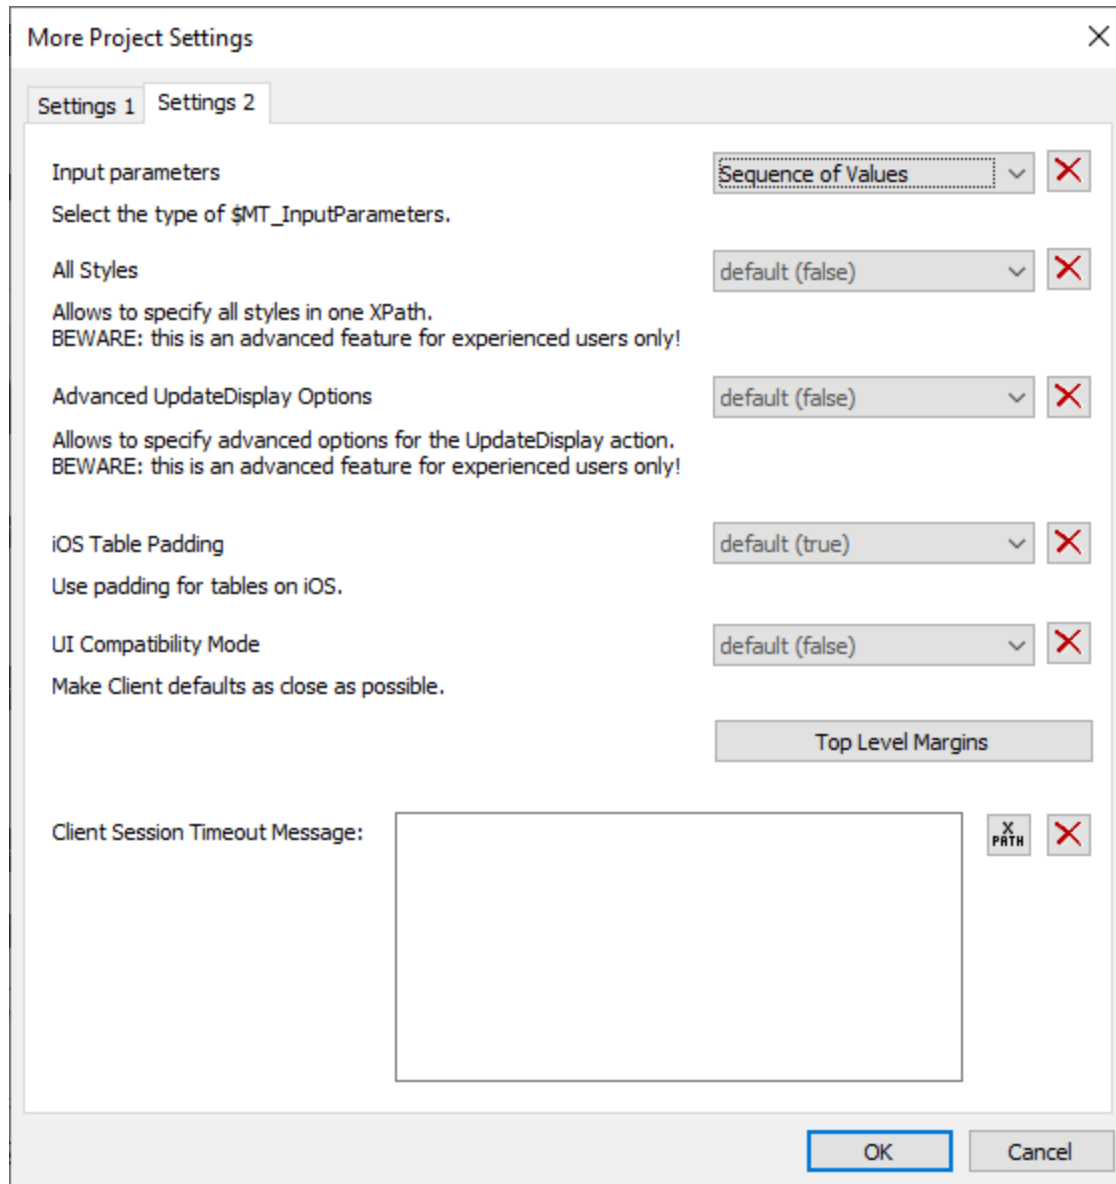 More Project Settings
Settings 1 Settings 2
Input parameters Sequence of Values
Select the type of $MT_InputParameters.
All Styles default (false)
Allows to specify all styles in one XPath.
BEWARE: this is an advanced feature for experienced users only!
Advanced UpdateDisplay Options default (false)
Allows to specify advanced options for the UpdateDisplay action.
BEWARE: this is an advanced feature for experienced users only!
iOS Table Padding default (true)
Use padding for tables on iOS.
UI Compatibility Mode default (false)
Make Client defaults as close as possible.
Top Level Margins
Client Session Timeout Message: X
PATH
OK Cancel